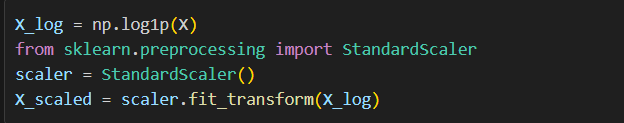 X_log = np.log1p(X)
from sklearn.preprocessing import StandardScaler
scaler = StandardScaler()
X_scaled = scaler.fit_transform(X_log)